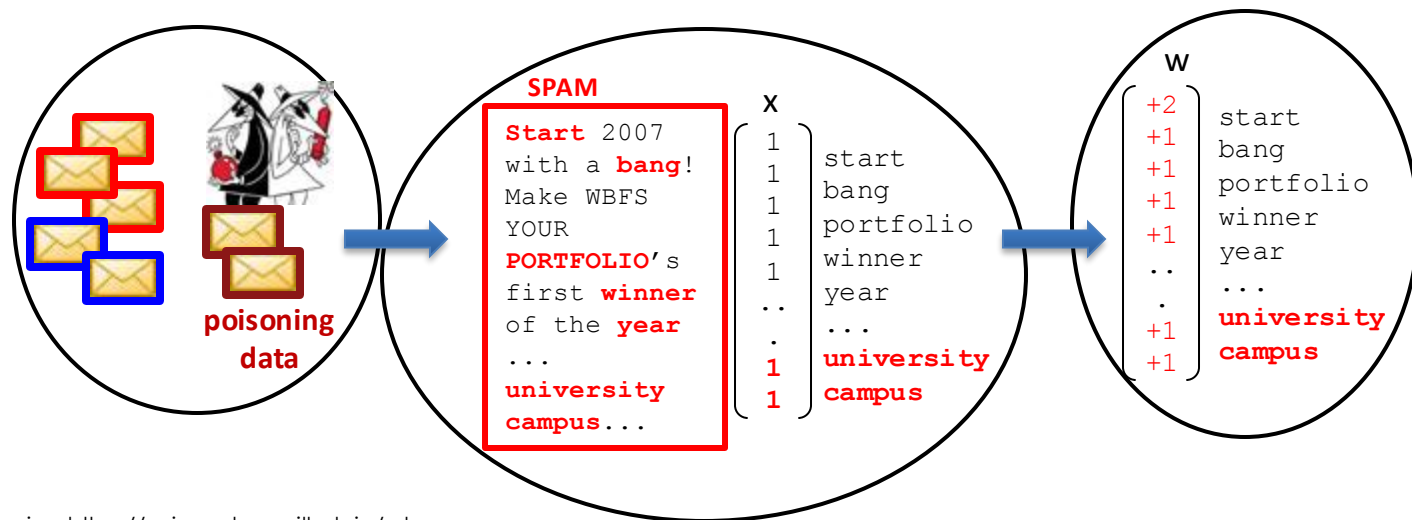 poisoning
data
SPAM
Start 2007
with a bang!
Make WBFS
YOUR
PORTFOLIO's
first winner
of the year
...
university
campus...
X
1
1
1
1
1
..
.
1
1
start
bang
portfolio
winner
year
...
university
campus
w
+2
+1
+1
+1
+1
..
.
+1
+1
start
bang
portfolio
winner
year
...
university
campus